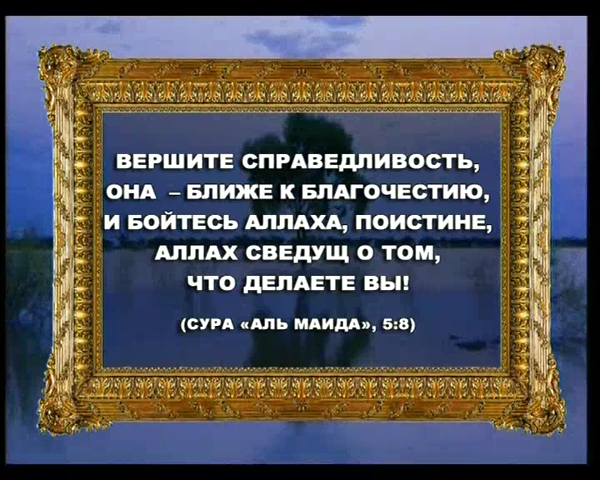 ВЕРШИТЕ СПРАВЕДЛИВОСТЬ,
ОНА – БЛИЖЕ К БЛАГОЧЕСТИЮ,
И БОЙТЕСЬ АЛЛАХА, ПОИСТИНЕ,
АЛЛАХ СВЕДУЩ О ТОМ,
ЧТО ДЕЛАЕТЕ ВЫ!
(СУРА «АЛЬ МАИДА», 5:8)